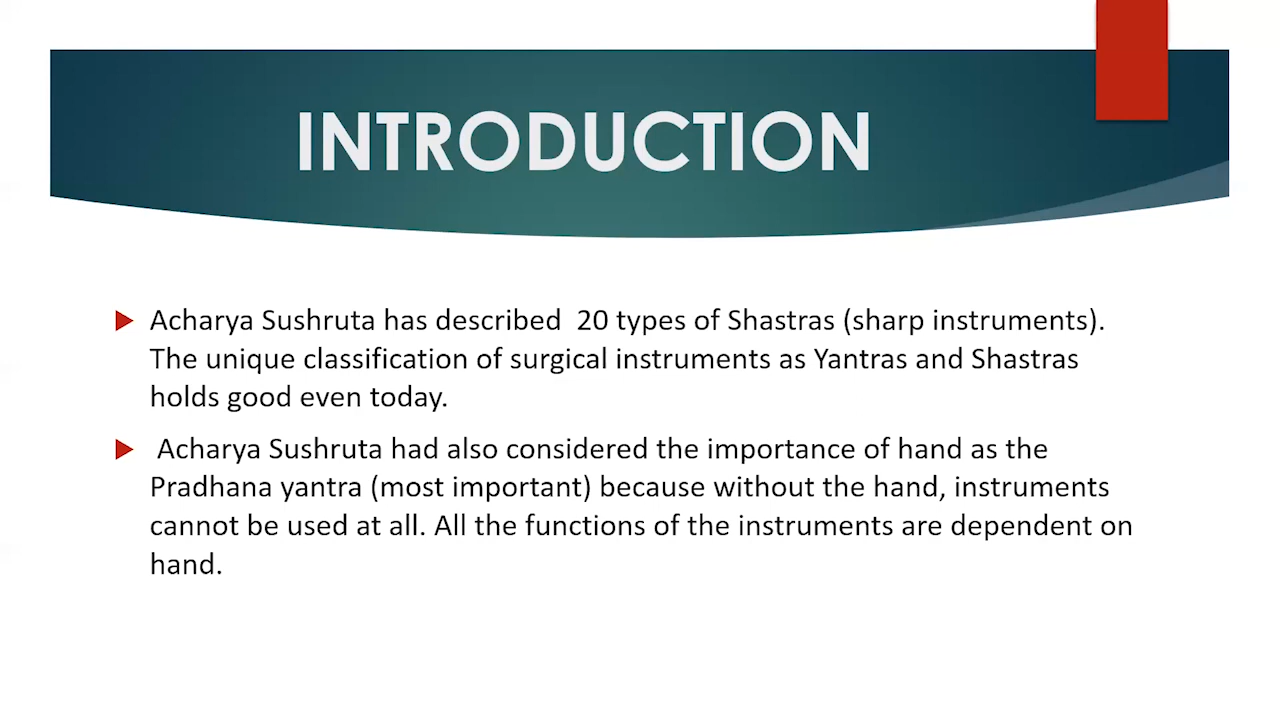 INTRODUCTION
Acharya Sushruta has described  20 types of Shastras (sharp instruments).
The unique classification of surgical instruments as Yantras and Shastras
holds good even today.
Acharya Sushruta had also considered the importance of hand as the
Pradhana yantra (most important) because without the hand, instruments
cannot be used at all. All the functions of the instruments are dependent on
hand.